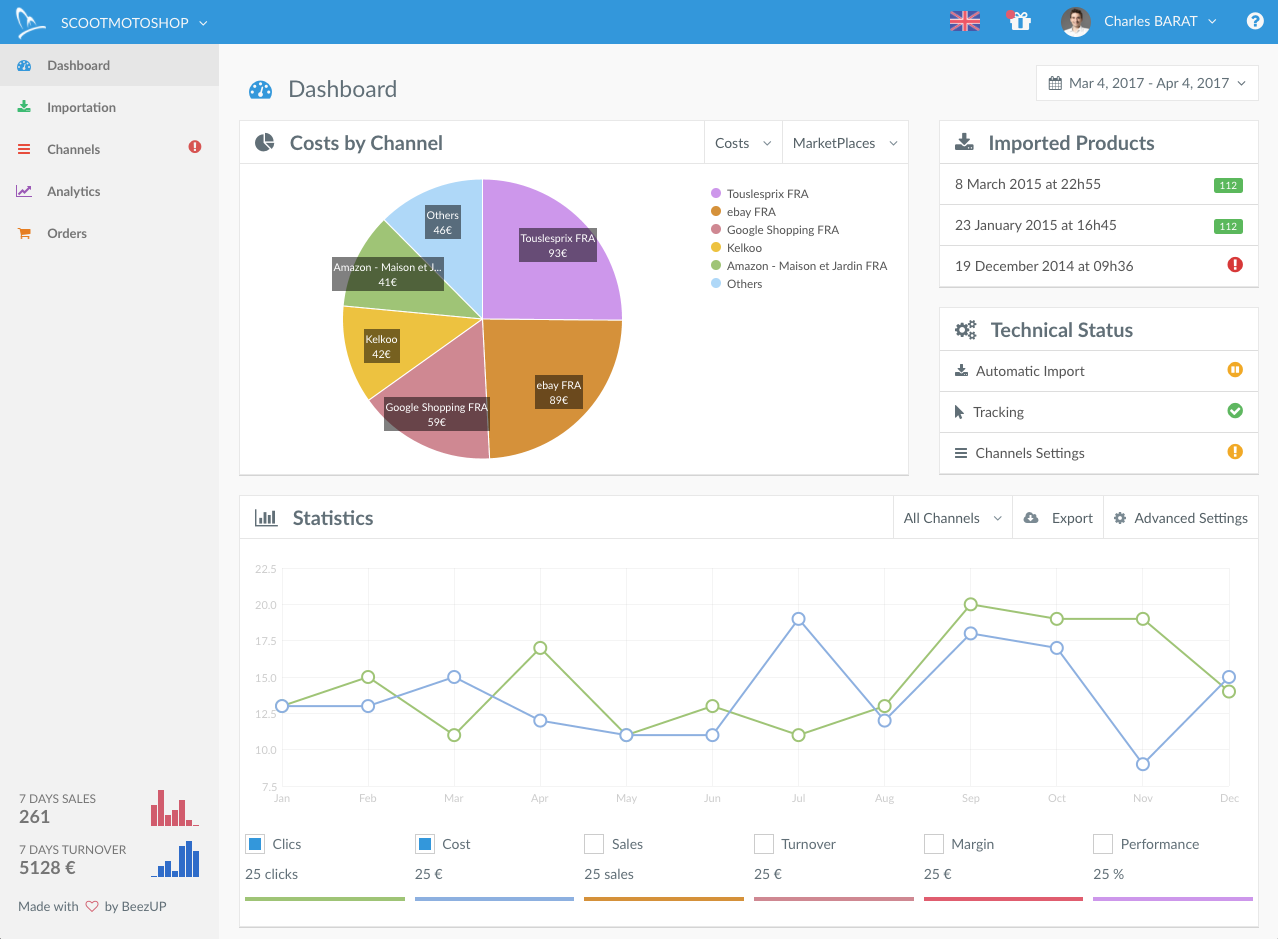 SCOOTMOTOSHOP
Charles BARAT
Dashboard
Importation
Channels
Analytics
Orders
7 DAYS SALES
261
7 DAYS TURNOVER
5128 €
Made with by BeezUP
Dashboard
Mar 4, 2017 - Apr 4, 2017
Costs by Channel
Costs
MarketPlaces
Others
46€
Touslesprix FRA
93€
Amazon - Maison et J...
41€
Kelkoo
42€
ebay FRA
89€
Google Shopping FRA
59€
Touslesprix FRA
ebay FRA
Google Shopping FRA
Kelkoo
Amazon - Maison et Jardin FRA
Others
Imported Products
8 March 2015 at 22h55 112
23 January 2015 at 16h45 112
19 December 2014 at 09h36
Technical Status
Automatic Import
Tracking
Channels Settings
Statistics
All Channels
Export
Advanced Settings
22.5
20.0
17.5
15.0
12.5
10.0
7.5
Jan Feb Mar Apr May Jun Jul Aug Sep Oct Nov Dec
Clics Cost Sales Turnover Margin Performance
25 clicks 25 € 25 sales 25 € 25 € 25 %